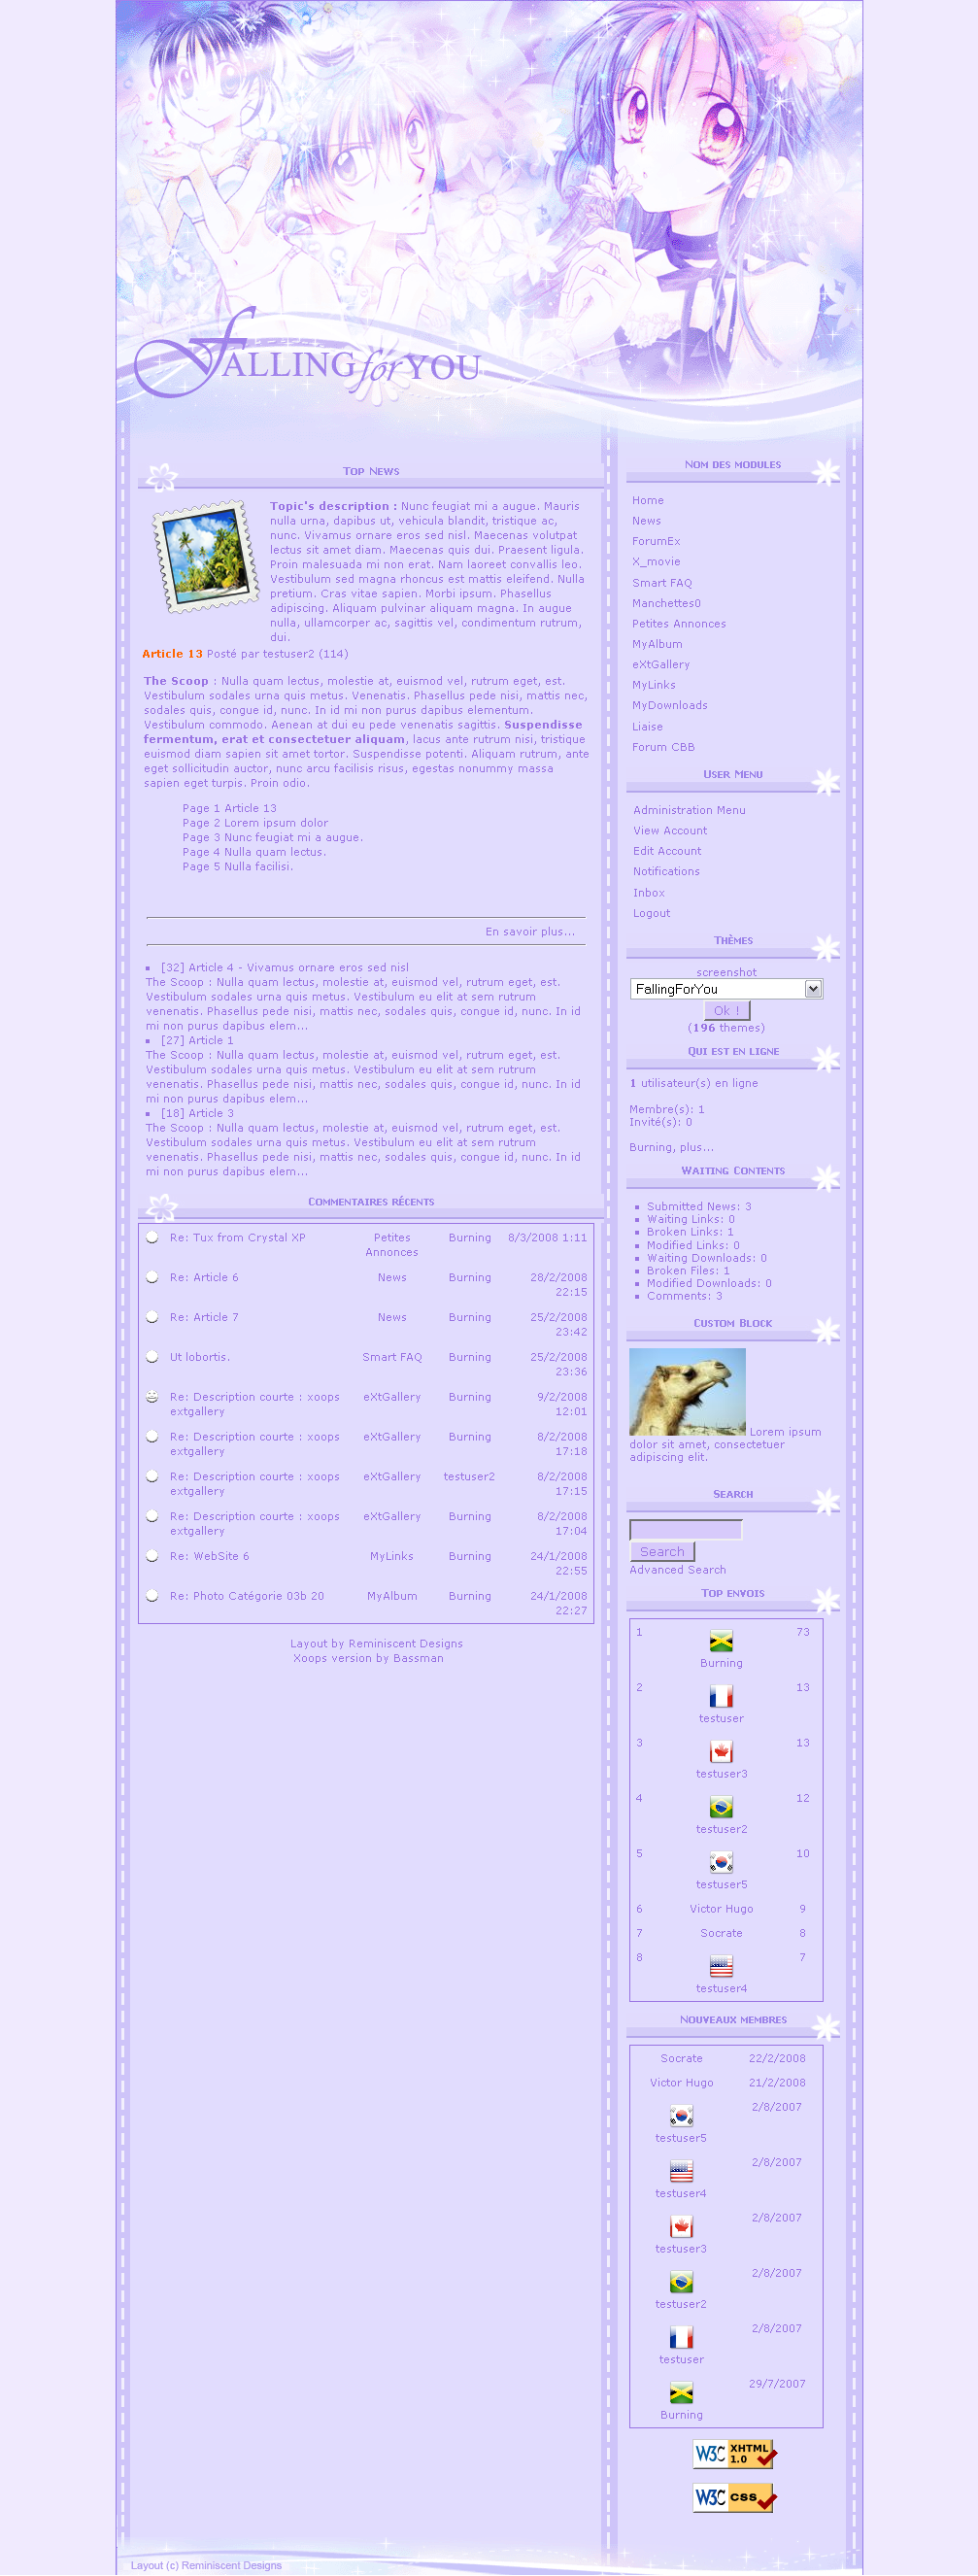 FALLING for YOU
Top News
Topic's description : Nunc feugiat mi a augue. Mauris
nulla urna, dapibus ut, vehicula blandit, tristique ac,
nunc. Vivamus ornare eros sed nisl. Maecenas volutpat
lectus sit amet diam. Maecenas quis dui. Praesent ligula.
Proin malesuada mi non erat. Nam laoreet convallis leo.
Vestibulum sed magna rhoncus est mattis eleifend. Nulla
pretium. Cras vitae sapien. Morbi ipsum. Phasellus
adipiscing. Aliquam pulvinar aliquam magna. In augue
nulla, ullamcorper ac, sagittis vel, condimentum rutrum,
dui.
Article 13 Posté par testuser2 (114)
The Scoop : Nulla quam lectus, molestie at, euismod vel, rutrum eget, est.
Vestibulum sodales urna quis metus. Venenatis. Phasellus pede nisi, mattis nec,
sodales quis, congue id, nunc. In id mi non purus dapibus elementum.
Vestibulum commodo. Aenean at dui eu pede venenatis sagittis. Suspendisse
fermentum, erat et consectetuer aliquam, lacus ante rutrum nisi, tristique
euismod diam sapien sit amet tortor. Suspendisse potenti. Aliquam rutrum, ante
eget sollicitudin auctor, nunc arcu facilisis risus, egestas nonummy massa
sapien eget turpis. Proin odio.
Page 1 Article 13
Page 2 Lorem ipsum dolor
Page 3 Nunc feugiat mi a augue.
Page 4 Nulla quam lectus.
Page 5 Nulla facilisi.
En savoir plus...
[32] Article 4 - Vivamus ornare eros sed nisl
The Scoop : Nulla quam lectus, molestie at, euismod vel, rutrum eget, est.
Vestibulum sodales urna quis metus. Vestibulum eu elit at sem rutrum
venenatis. Phasellus pede nisi, mattis nec, sodales quis, congue id, nunc. In id
mi non purus dapibus elem...
[27] Article 1
The Scoop : Nulla quam lectus, molestie at, euismod vel, rutrum eget, est.
Vestibulum sodales urna quis metus. Vestibulum eu elit at sem rutrum
venenatis. Phasellus pede nisi, mattis nec, sodales quis, congue id, nunc. In id
mi non purus dapibus elem...
[18] Article 3
The Scoop : Nulla quam lectus, molestie at, euismod vel, rutrum eget, est.
Vestibulum sodales urna quis metus. Vestibulum eu elit at sem rutrum
venenatis. Phasellus pede nisi, mattis nec, sodales quis, congue id, nunc. In id
mi non purus dapibus elem...
Commentaires récents
Re: Tux from Crystal XP Petites Annonces Burning 8/3/2008 1:11
Re: Article 6 News Burning 28/2/2008 22:15
Re: Article 7 News Burning 25/2/2008 23:42
Ut lobortis. Smart FAQ Burning 25/2/2008 23:36
Re: Description courte : xoops extgallery eXtGallery Burning 9/2/2008 12:01
Re: Description courte : xoops extgallery eXtGallery Burning 8/2/2008 17:18
Re: Description courte : xoops extgallery eXtGallery testuser2 8/2/2008 17:15
Re: Description courte : xoops extgallery eXtGallery Burning 8/2/2008 17:04
Re: WebSite 6 MyLinks Burning 24/1/2008 22:55
Re: Photo Catégorie 03b 20 MyAlbum Burning 24/1/2008 22:27
Layout by Reminiscent Designs
Xoops version by Bassman
Nom des modules
Home
News
ForumEx
X_movie
Smart FAQ
Manchettes0
Petites Annonces
MyAlbum
eXtGallery
MyLinks
MyDownloads
Liaise
Forum CBB
User Menu
Administration Menu
View Account
Edit Account
Notifications
Inbox
Logout
Thèmes
screenshot
FallingForYou
Ok !
(196 themes)
Qui est en ligne
1 utilisateur(s) en ligne
Membre(s): 1
Invité(s): 0
Burning, plus...
Waiting Contents
Submitted News: 3
Waiting Links: 0
Broken Links: 1
Modified Links: 0
Waiting Downloads: 0
Broken Files: 1
Modified Downloads: 0
Comments: 3
Custom Block
Lorem ipsum
dolor sit amet, consectetuer
adipiscing elit.
Search
Search
Advanced Search
Top envois
1 Burning 73
2 testuser 13
3 testuser3 13
4 testuser2 12
5 testuser5 10
6 Victor Hugo 9
7 Socrate 8
8 testuser4 7
Nouveaux membres
Socrate 22/2/2008
Victor Hugo 21/2/2008
testuser5 2/8/2007
testuser4 2/8/2007
testuser3 2/8/2007
testuser2 2/8/2007
testuser 2/8/2007
Burning 29/7/2007
W3C XHTML 1.0
W3C CSS
Layout (c) Reminiscent Designs